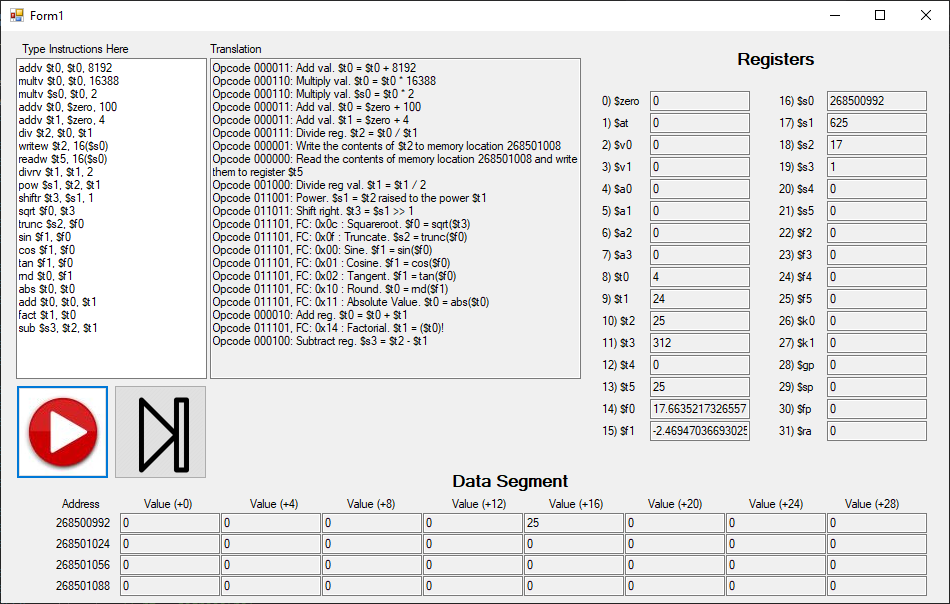 Form1
Type Instructions Here
addv $t0, $t0, 8192
multv $t0, $t0, 16388
multv $s0, $t0, 2
addv $t0, $zero, 100
addv $t1, $zero, 4
div $t2, $t0, $t1
writew $t2, 16($s0)
readw $t5, 16($s0)
divrv $t1, $t1, 2
pow $s1, $t2, $t1
shiftr $t3, $s1, 1
sqrt $f0, $t3
trunc $s2, $f0
sin $f1, $f0
cos $f1, $f0
tan $f1, $f0
rnd $t0, $f1
abs $t0, $t0
add $t0, $t0, $t1
fact $t1, $t0
sub $s3, $t2, $t1
Translation
Opcode 000011: Add val. $t0 = $t0 + 8192
Opcode 000110: Multiply val. $t0 = $t0 * 16388
Opcode 000110: Multiply val. $s0 = $t0 * 2
Opcode 000011: Add val. $t0 = $zero + 100
Opcode 000011: Add val. $t1 = $zero + 4
Opcode 000111: Divide reg. $t2 = $t0 / $t1
Opcode 000001: Write the contents of $t2 to memory location 268501008
Opcode 000000: Read the contents of memory location 268501008 and write
them to register $t5
Opcode 001000: Divide reg val. $t1 = $t1 / 2
Opcode 011001: Power. $s1 = $t2 raised to the power $t1
Opcode 011011: Shift right. $t3 = $s1 >> 1
Opcode 011101, FC: 0x0c : Squareroot. $f0 = sqrt($t3)
Opcode 011101, FC: 0x0f : Truncate. $s2 = trunc($f0)
Opcode 011101, FC: 0x00: Sine. $f1 = sin($f0)
Opcode 011101, FC: 0x01 : Cosine. $f1 = cos($f0)
Opcode 011101, FC: 0x02 : Tangent. $f1 = tan($f0)
Opcode 011101, FC: 0x10 : Round. $t0 = rnd($f1)
Opcode 011101, FC: 0x11 : Absolute Value. $t0 = abs($t0)
Opcode 000010: Add reg. $t0 = $t0 + $t1
Opcode 011101, FC: 0x14 : Factorial. $t1 = ($t0)!
Opcode 000100: Subtract reg. $s3 = $t2 - $t1
Registers
0) $zero 0 16) $s0 268500992
1) $at 0 17) $s1 625
2) $v0 0 18) $s2 17
3) $v1 0 19) $s3 1
4) $a0 0 20) $s4 0
5) $a1 0 21) $s5 0
6) $a2 0 22) $f2 0
7) $a3 0 23) $f3 0
8) $t0 4 24) $f4 0
9) $t1 24 25) $f5 0
10) $t2 25 26) $k0 0
11) $t3 312 27) $k1 0
12) $t4 0 28) $gp 0
13) $t5 25 29) $sp 0
14) $f0 17.6635217326557 30) $fp 0
15) $f1 -2.46947036693025 31) $ra 0
Data Segment
Address Value (+0) Value (+4) Value (+8) Value (+12) Value (+16) Value (+20) Value (+24) Value (+28)
268500992 0 0 0 0 25 0 0 0
268501024 0 0 0 0 0 0 0 0
268501056 0 0 0 0 0 0 0 0
268501088 0 0 0 0 0 0 0 0